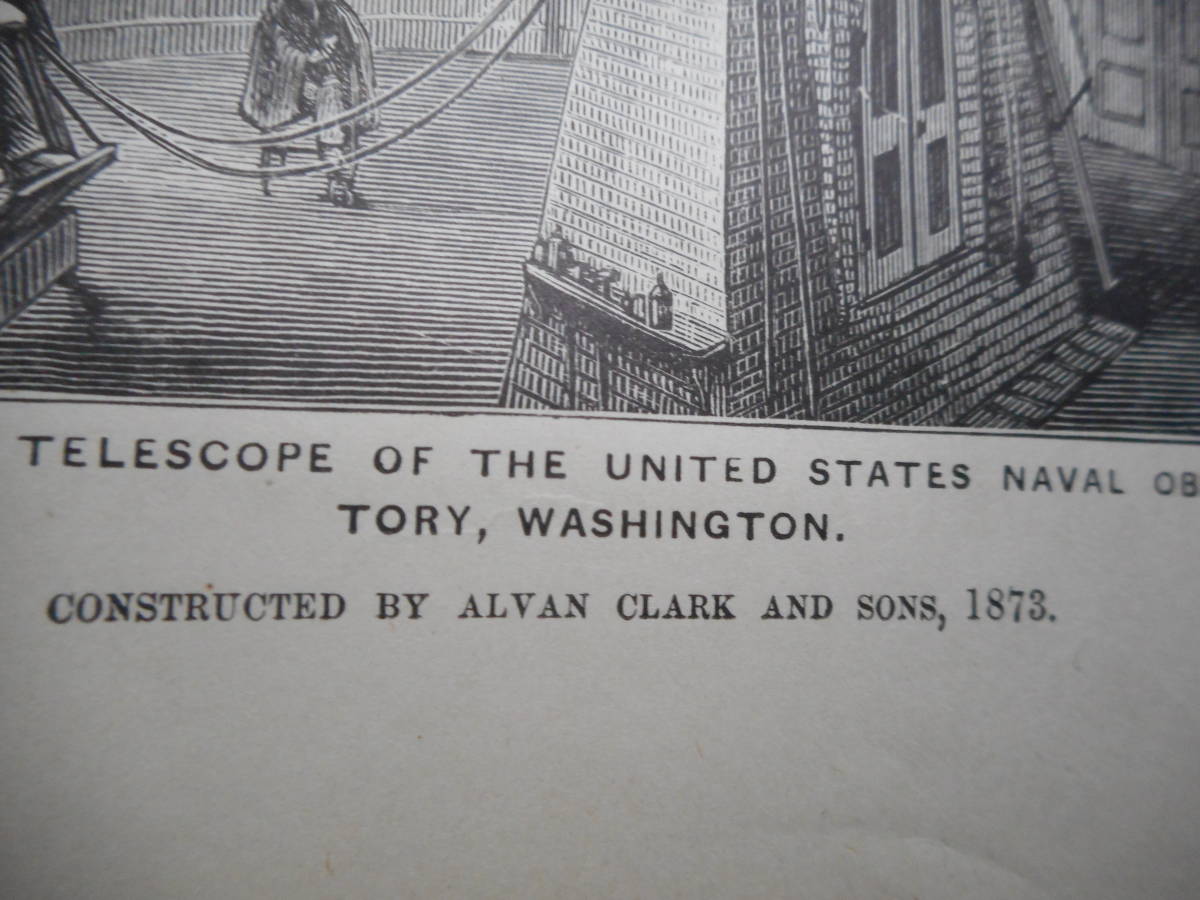 TELESCOPE OF THE UNITED STATES NAVAL OB
TORY, WASHINGTON.
CONSTRUCTED BY ALVAN CLARK AND SONS, 1873.